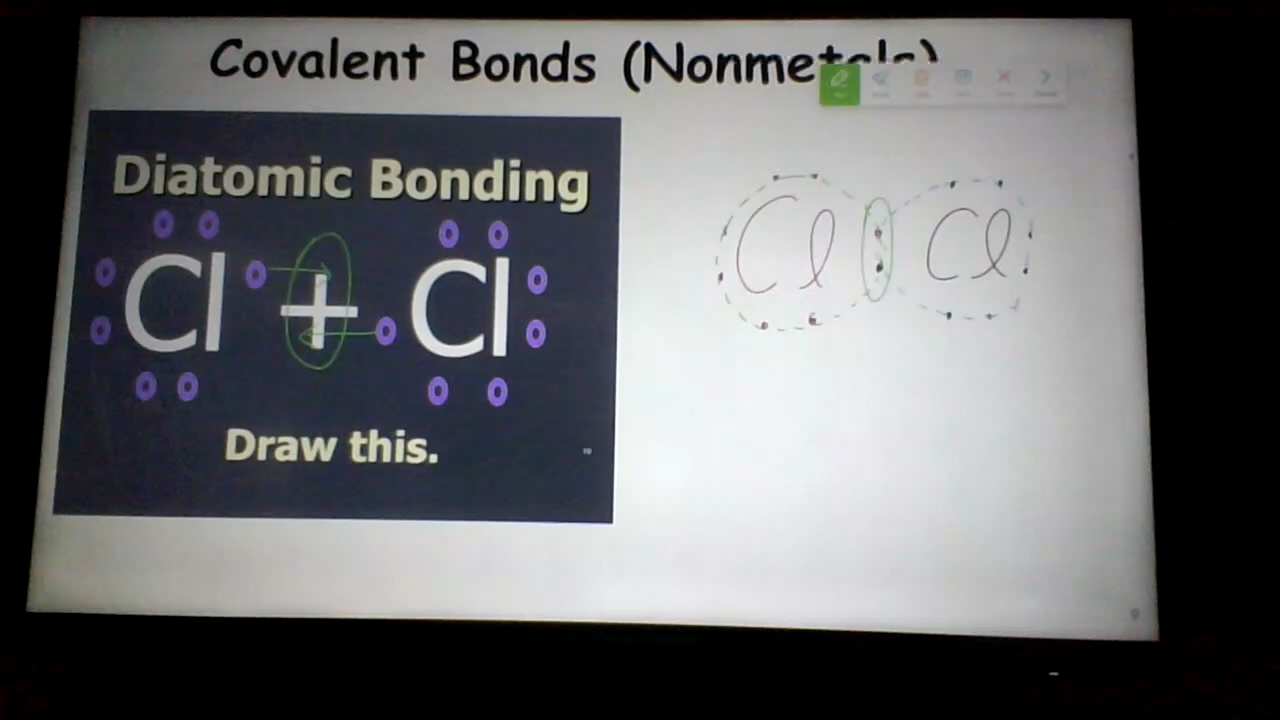 Covalent Bonds (Nonmetals)
Diatomic Bonding
Cl + Cl
Draw this.
Cl Cl